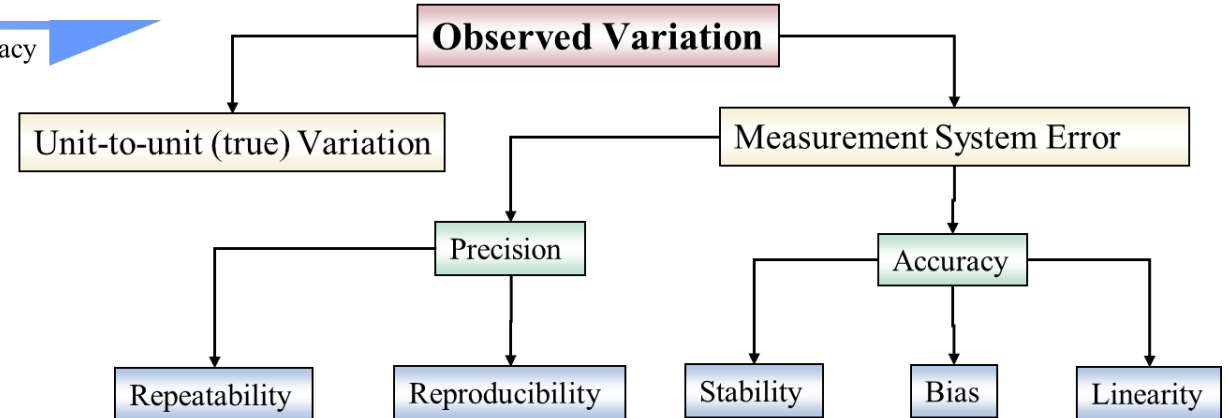 Observed Variation
acy
Unit-to-unit (true) Variation
Measurement System Error
Precision
Accuracy
Repeatability
Reproducibility
Stability
Bias
Linearity